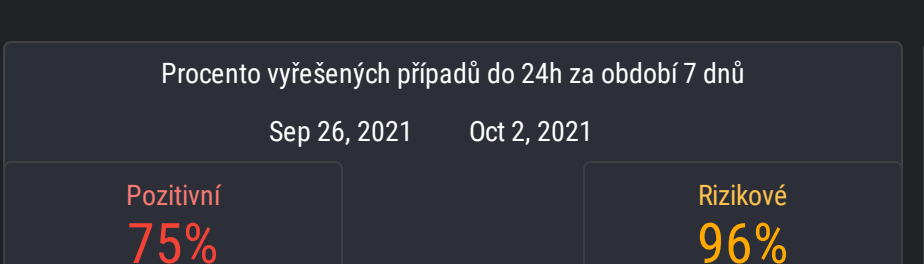 Procento vyřešených případů do 24h za období 7 dnů
Sep 26, 2021 Oct 2, 2021
Pozitivní Rizikové
75% 96%